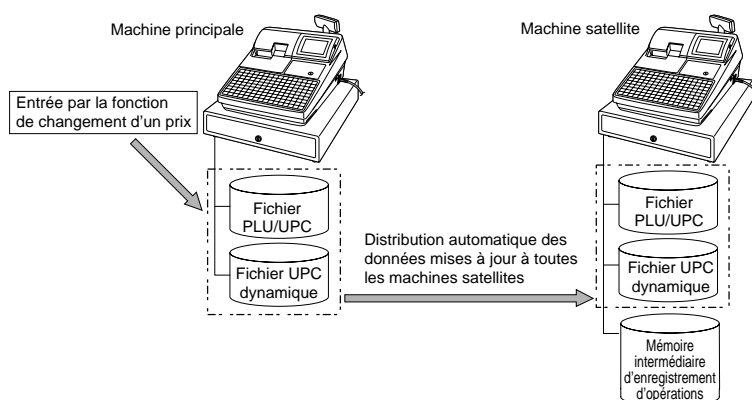 Machine principale
Machine satellite
Entrée par la fonction
de changement d'un prix
Fichier
PLU/UPC
Fichier UPC
dynamique
Distribution automatique des
données mises à jour à toutes
les machines satellites
Fichier
PLU/UPC
Fichier UPC
dynamique
Mémoire
intermédiaire
d'enregistrement
d'opérations